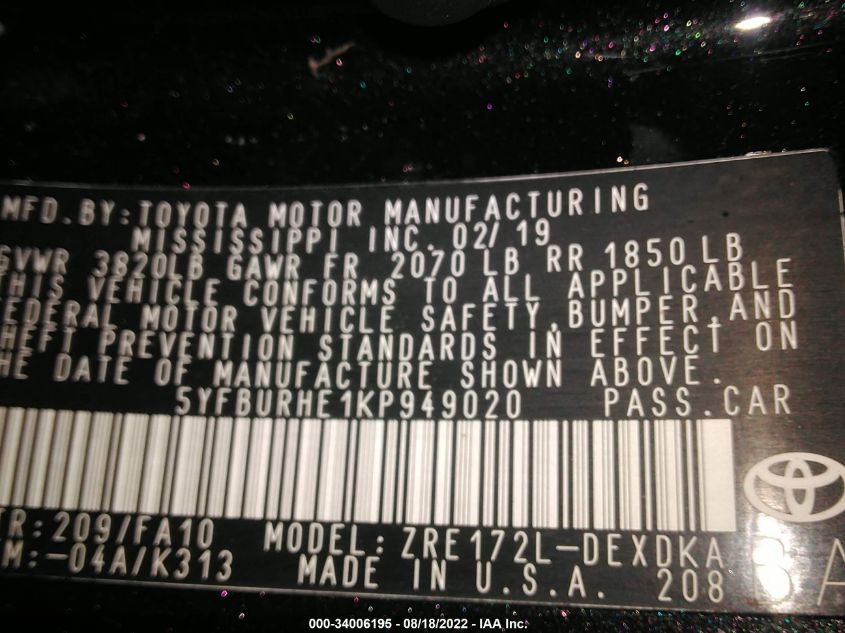 MFD.BY:TOYOTA MOTOR MANUFACTURING
MISSISSIPPI INC. 02/19
GVWR 3820LB GAWR FR 2070 LB RR 1850 LB
THIS VEHICLE CONFORMS TO ALL APPLICABLE
FEDERAL MOTOR VEHICLE SAFETY,BUMPER,AND
THEFT PREVENTION STANDARDS IN EFFECT ON
THE DATE OF MANUFACTURE SHOWN ABOVE.
5YFBURHE1KP949020 PASS.CAR
TR:209/FA10 MODEL:ZRE172L-DEXDKA
M:-04A/K313 MADE IN U.S.A. 208
000-34006195 - 08/18/2022 - IAA Inc.